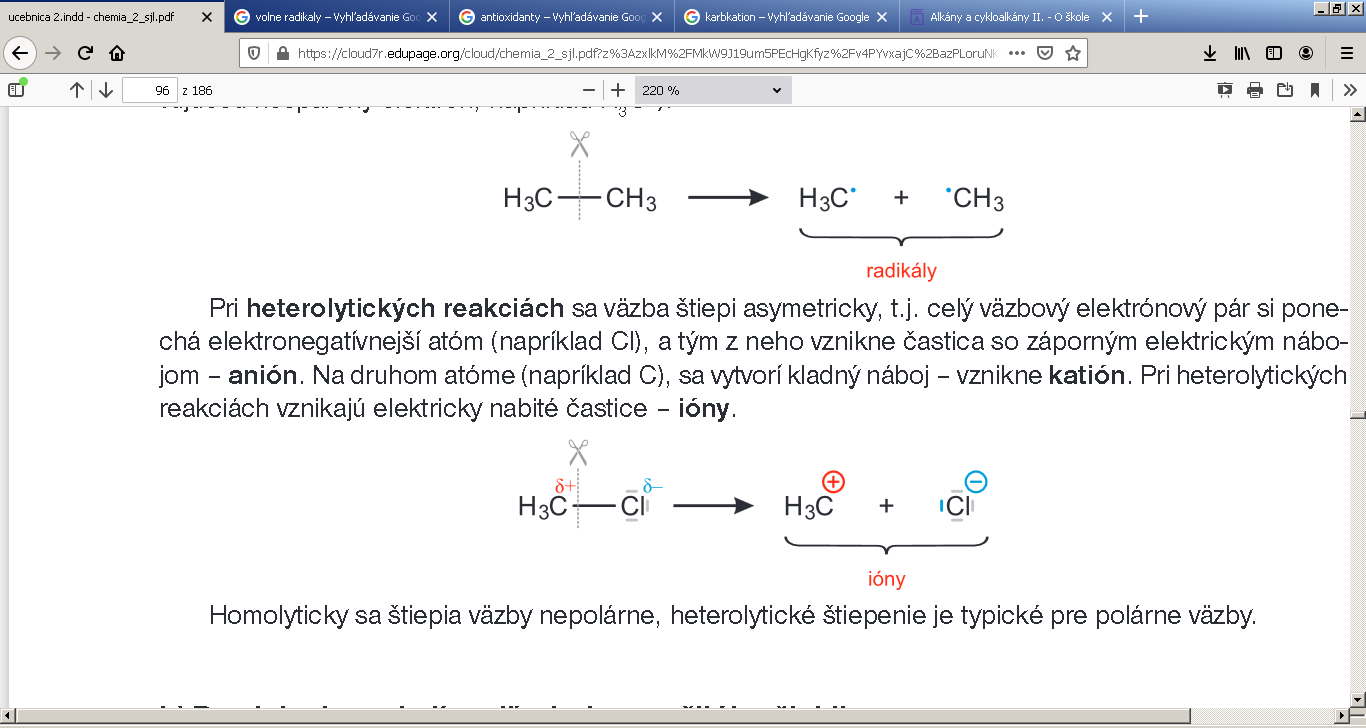 ucebnica 2.indd - chemia_2_sjl.pdf
volne radikaly – Vyhľadávanie Goo
antioxidanty – Vyhľadávanie Goog
karbkation – Vyhľadávanie Google
Alkány a cykloalkány II. - O škole
https://cloud7r.edupage.org/cloud/chemia_2_sjl.pdf?z%3AzxlkM%2FMkW9J19um5PEcHgKfyz%2Fv4PYvxajC%2BazPLoruNK
96 z 186
220 %
H3C CH3 H3C• + •CH3
radikály
Pri heterolytických reakciách sa väzba štiepi asymetricky, t.j. celý väzbový elektrónový pár si pone-
chá elektronegatívnejší atóm (napríklad Cl), a tým z neho vznikne častica so záporným elektrickým nábo-
jom – anión. Na druhom atóme (napríklad C), sa vytvorí kladný náboj – vznikne katión. Pri heterolytických
reakciách vznikajú elektricky nabité častice – ióny.
δ+ δ– + –
H3C Cl H3C + Cl
ióny
Homolyticky sa štiepia väzby nepolárne, heterolytické štiepenie je typické pre polárne väzby.